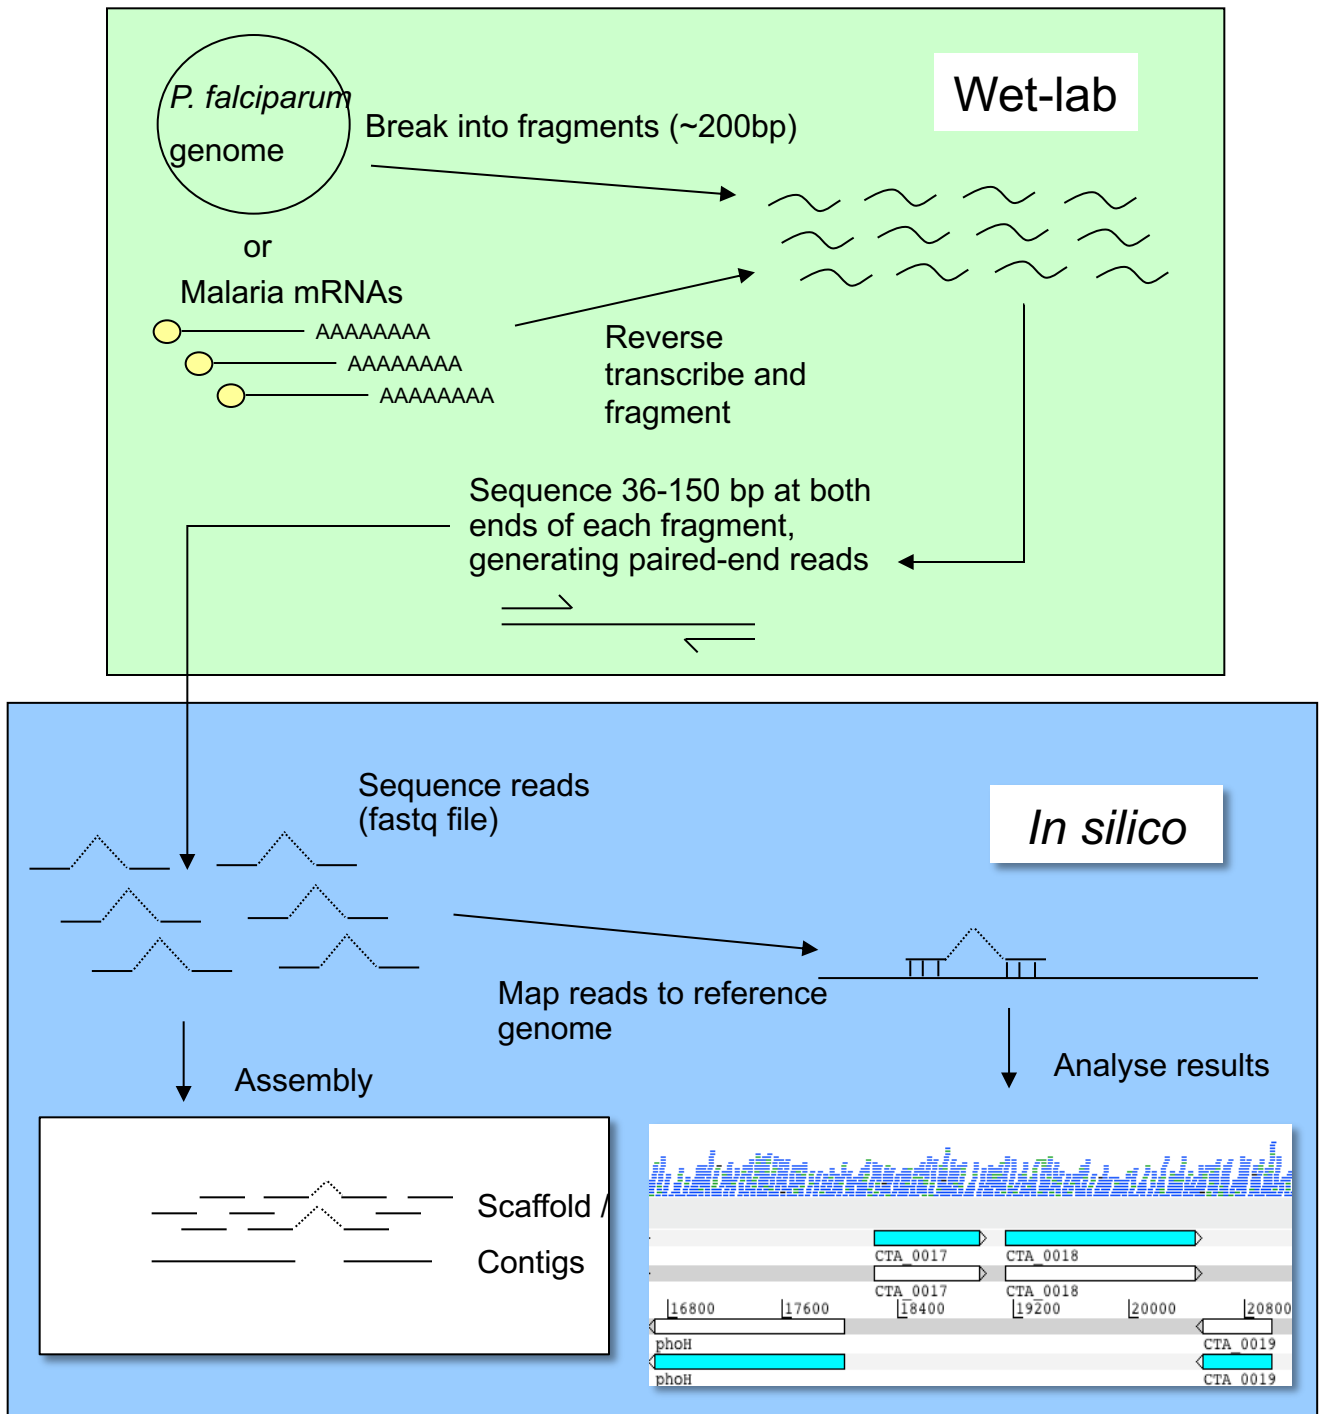 P. falciparum
genome
Wet-lab
Break into fragments (~200bp)
or
Malaria mRNAs
AAAAAAAA
AAAAAAAA
AAAAAAAA
Reverse
transcribe and
fragment
Sequence 36-150 bp at both
ends of each fragment,
generating paired-end reads
Sequence reads
(fastq file)
In silico
Map reads to reference
genome
Assembly
Analyse results
Scaffold /
Contigs
CTA_0017 CTA_0018
CTA_0017 CTA_0018
16800 17600 18400 19200 20000 20800
phoH CTA_0019
phoH CTA_0019